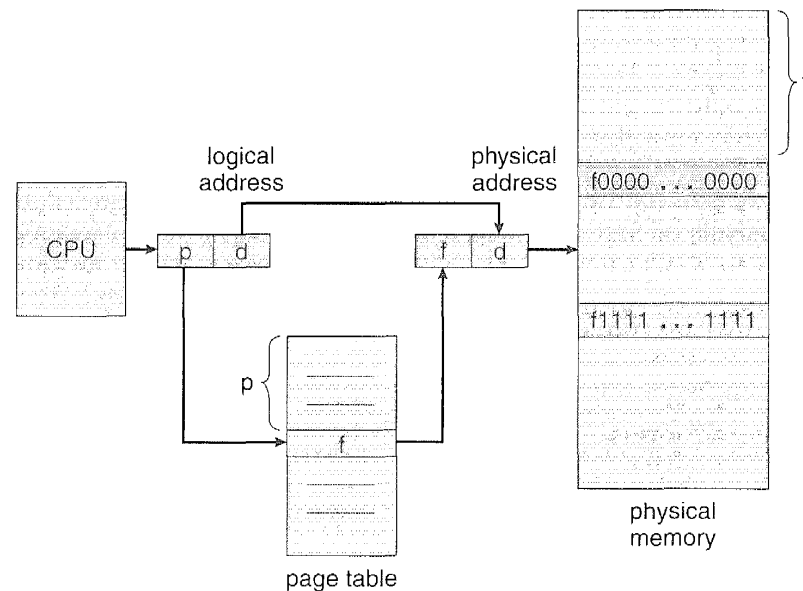 logical
address
physical
address
f0000 ... 0000
CPU
p
d
f
d
f1111 ... 1111
p
f
physical
memory
page table